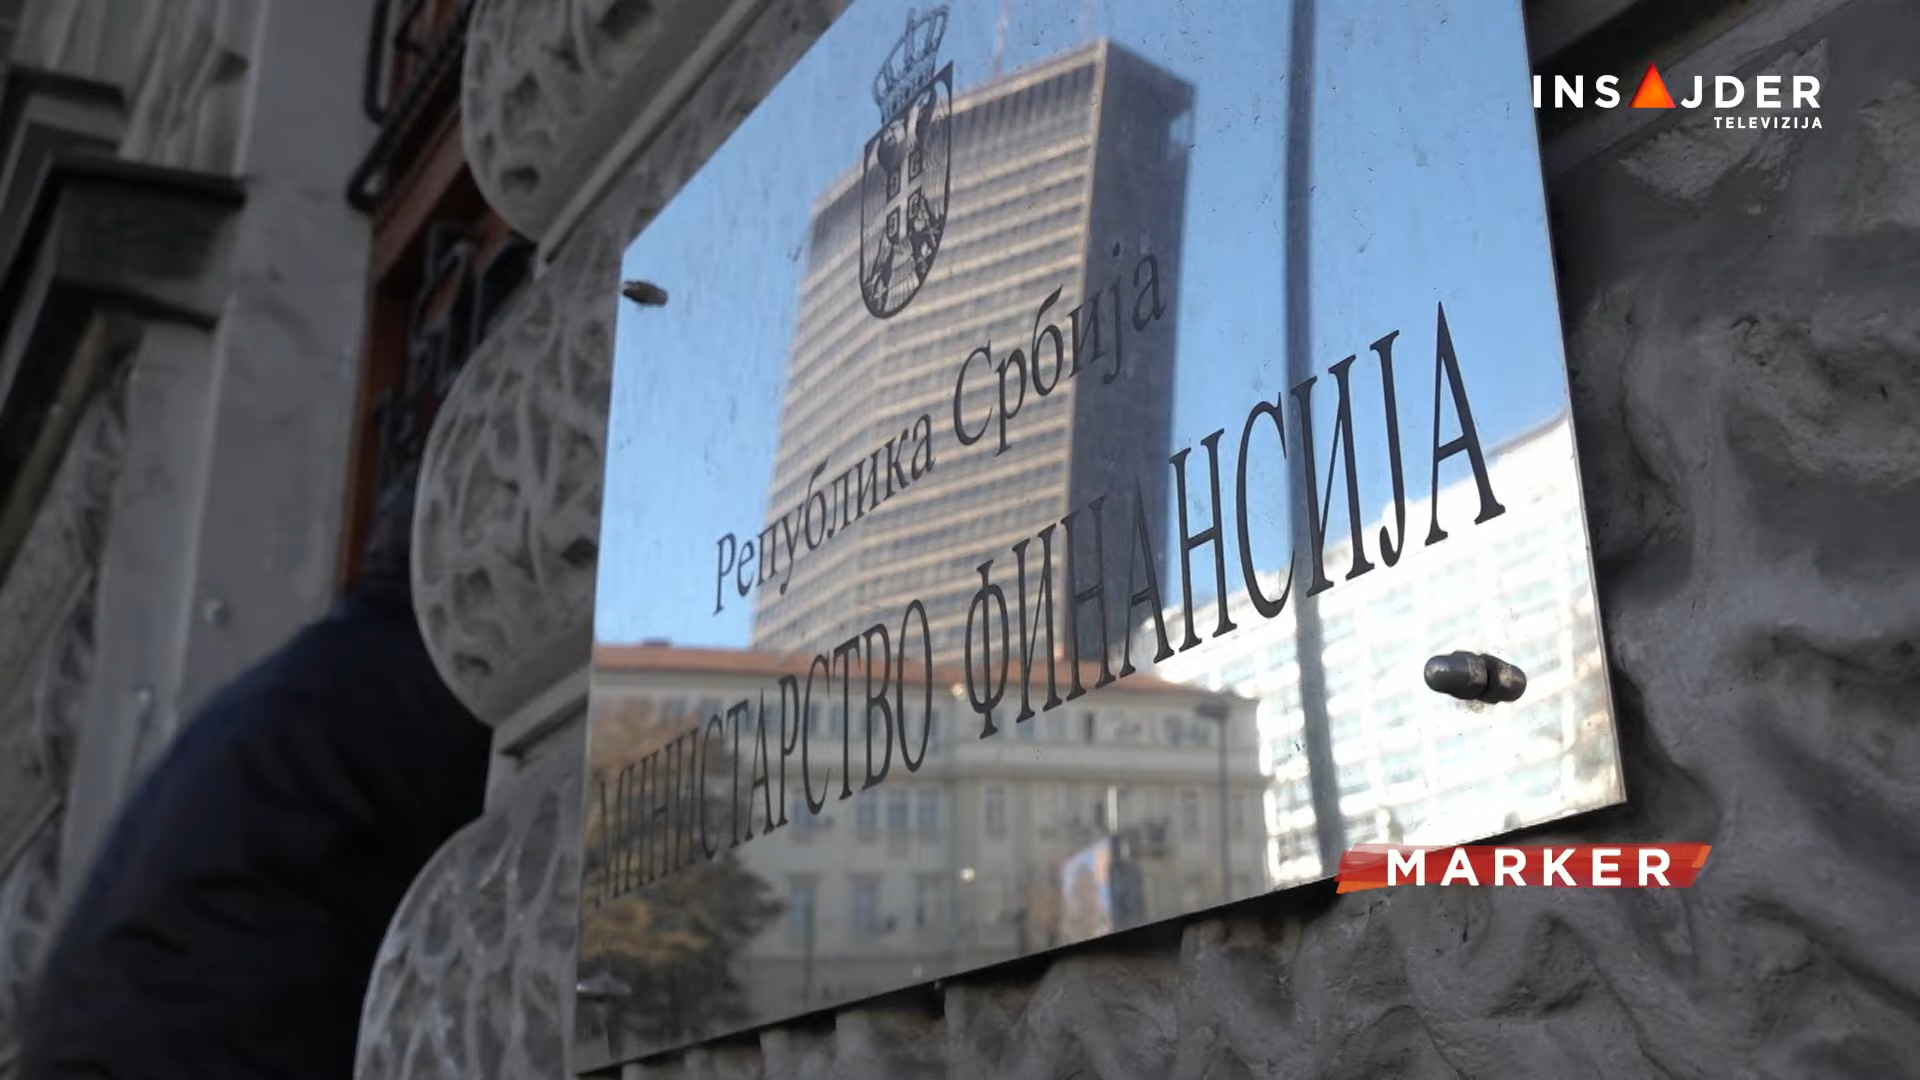 INSAJDER
TELEVIZIJA
Република Србија
МИНИСТАРСТВО ФИНАНСИЈА
MARKER